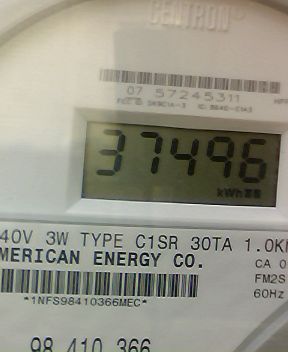 CENTRON
07 57245311
37496
kWh
40V 3W TYPE C1SR 30TA 1.0K
MERICAN ENERGY CO.
CA 0
FM2S
*1NFS98410366MEC*
60Hz
98 410 366